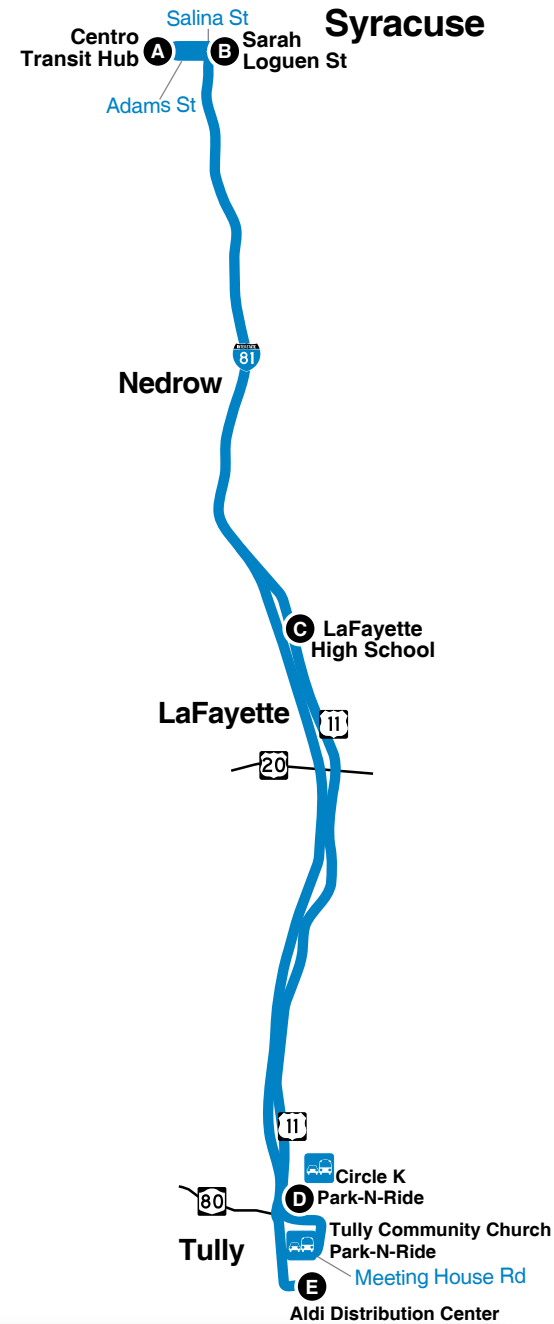 Syracuse
Salina St
Centro
Transit Hub
A
B
Sarah
Loguen St
Adams St
INTERSTATE
81
Nedrow
C
LaFayette
High School
LaFayette
11
20
11
Circle K
Park-N-Ride
D
80
Tully Community Church
Park-N-Ride
Tully
Meeting House Rd
E
Aldi Distribution Center